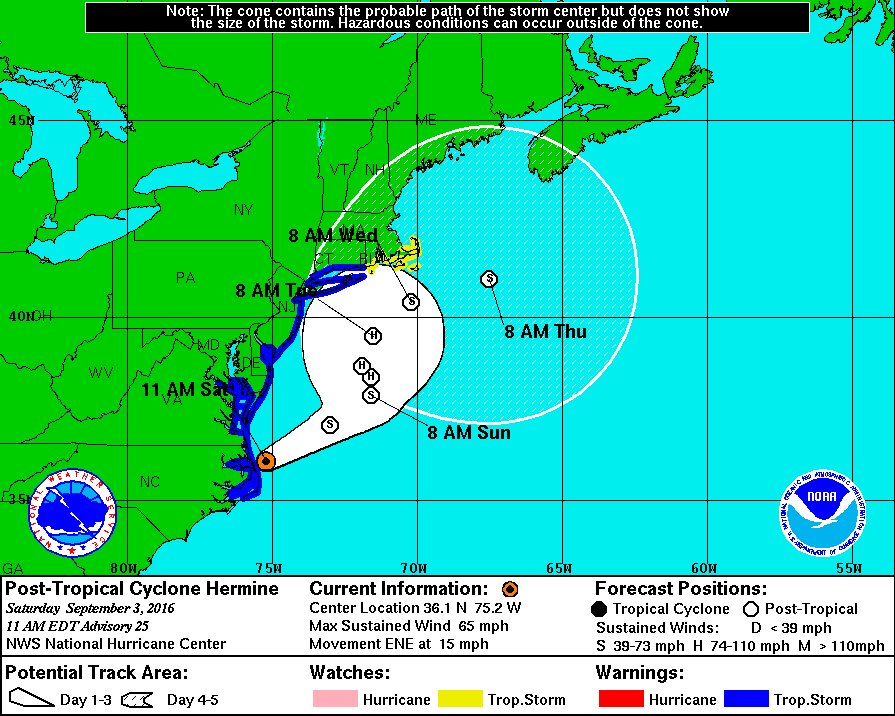 Note: The cone contains the probable path of the storm center but does not show
the size of the storm. Hazardous conditions can occur outside of the cone.
45N
ME
VT
NH
NY
8 AM Wed
MA
CT
RI
PA
8 AM Tue
NJ
S
S
40N
OH
8 AM Thu
H
MD
DE
WV
H
H
11 AM Sat
VA
S
8 AM Sun
S
NC
35N
NATIONAL WEATHER SERVICE
NOAA
NATIONAL OCEANIC AND ATMOSPHERIC ADMINISTRATION
U.S. DEPARTMENT OF COMMERCE
GA
80W 75W 70W 65W 60W 55W
Post-Tropical Cyclone Hermine
Saturday September 3, 2016
11 AM EDT Advisory 25
NWS National Hurricane Center
Current Information:
Center Location 36.1 N 75.2 W
Max Sustained Wind 65 mph
Movement ENE at 15 mph
Forecast Positions:
Tropical Cyclone Post-Tropical
Sustained Winds: D < 39 mph
S 39-73 mph H 74-110 mph M > 110mph
Potential Track Area:
Day 1-3 Day 4-5
Watches:
Hurricane Trop.Storm
Warnings:
Hurricane Trop.Storm